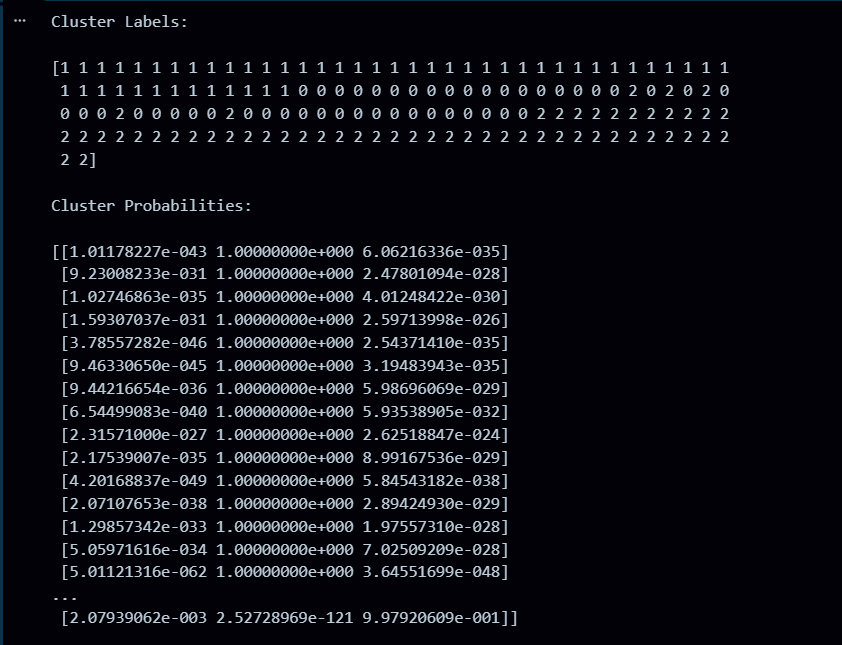 ...
Cluster Labels:
[1 1 1 1 1 1 1 1 1 1 1 1 1 1 1 1 1 1 1 1 1 1 1 1 1 1 1 1 1 1 1 1 1 1 1 1 1
1 1 1 1 1 1 1 1 1 1 1 1 1 0 0 0 0 0 0 0 0 0 0 0 0 0 0 0 0 0 0 2 0 2 0 2 0
0 0 0 2 0 0 0 0 0 2 0 0 0 0 0 0 0 0 0 0 0 0 0 0 0 0 2 2 2 2 2 2 2 2 2 2 2
2 2 2 2 2 2 2 2 2 2 2 2 2 2 2 2 2 2 2 2 2 2 2 2 2 2 2 2 2 2 2 2 2 2 2 2 2
2 2]
Cluster Probabilities:
[[1.01178227e-043 1.00000000e+000 6.06216336e-035]
[9.23008233e-031 1.00000000e+000 2.47801094e-028]
[1.02746863e-035 1.00000000e+000 4.01248422e-030]
[1.59307037e-031 1.00000000e+000 2.59713998e-026]
[3.78557282e-046 1.00000000e+000 2.54371410e-035]
[9.46330650e-045 1.00000000e+000 3.19483943e-035]
[9.44216654e-036 1.00000000e+000 5.98696069e-029]
[6.54499083e-040 1.00000000e+000 5.93538905e-032]
[2.31571000e-027 1.00000000e+000 2.62518847e-024]
[2.17539007e-035 1.00000000e+000 8.99167536e-029]
[4.20168837e-049 1.00000000e+000 5.84543182e-038]
[2.07107653e-038 1.00000000e+000 2.89424930e-029]
[1.29857342e-033 1.00000000e+000 1.97557310e-028]
[5.05971616e-034 1.00000000e+000 7.02509209e-028]
[5.01121316e-062 1.00000000e+000 3.64551699e-048]
...
[2.07939062e-003 2.52728969e-121 9.97920609e-001]]